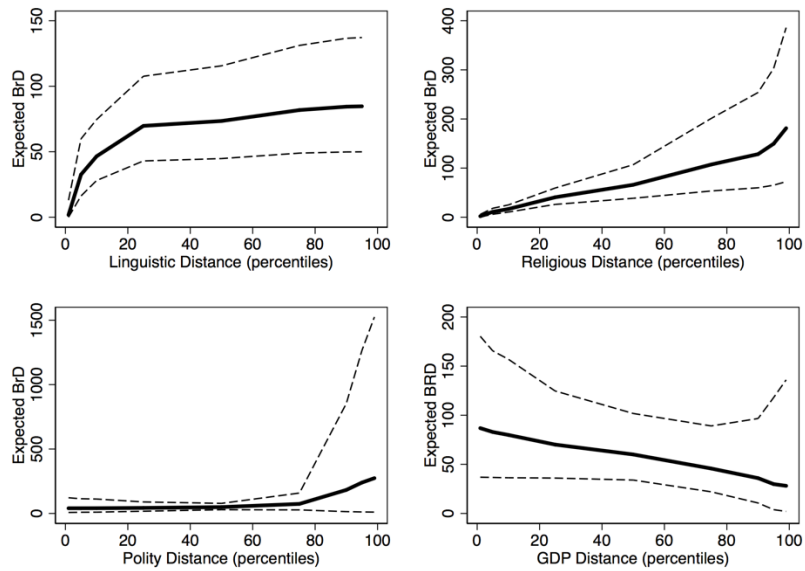 Expected BrD
0 50 100 150
0 20 40 60 80 100
Linguistic Distance (percentiles)
Expected BrD
0 100 200 300 400
0 20 40 60 80 100
Religious Distance (percentiles)
Expected BrD
0 500 1000 1500
0 20 40 60 80 100
Polity Distance (percentiles)
Expected BRD
0 50 100 150 200
0 20 40 60 80 100
GDP Distance (percentiles)